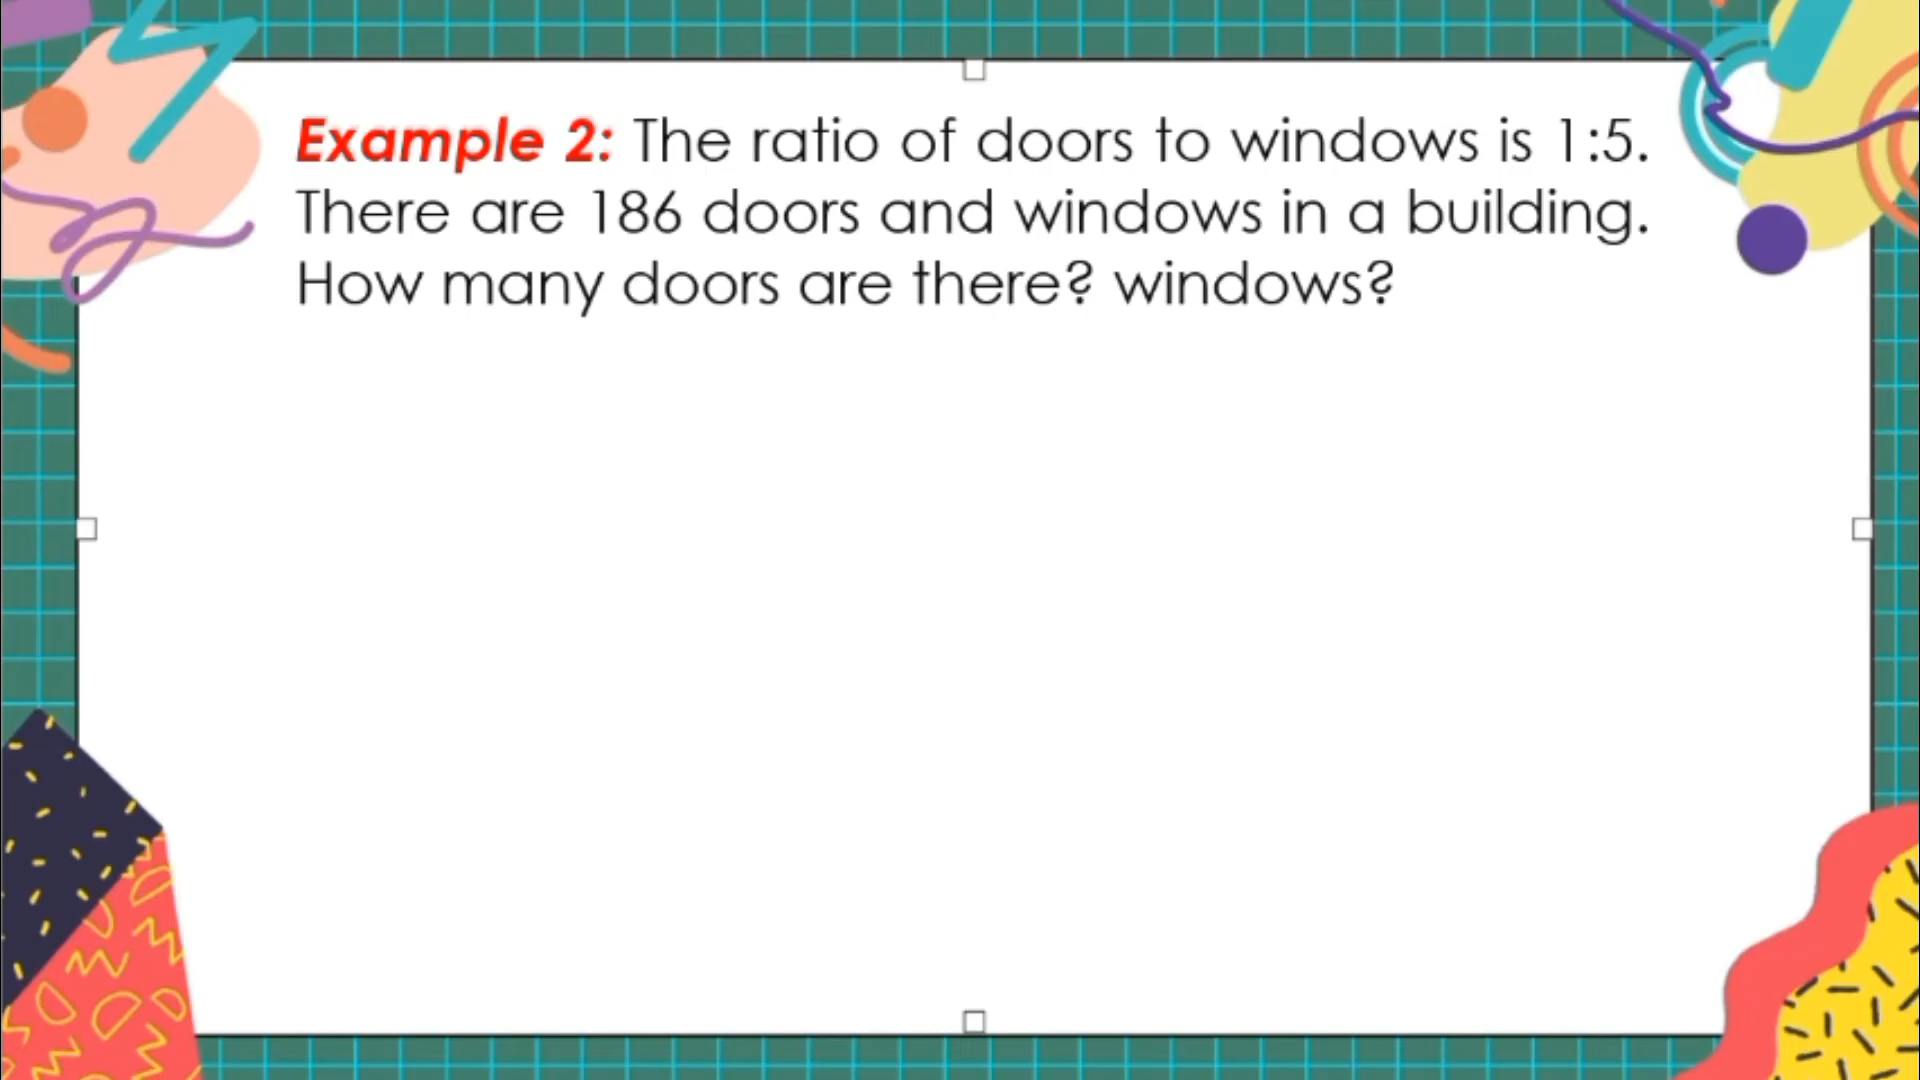 Example 2: The ratio of doors to windows is 1:5.
There are 186 doors and windows in a building.
How many doors are there? windows?